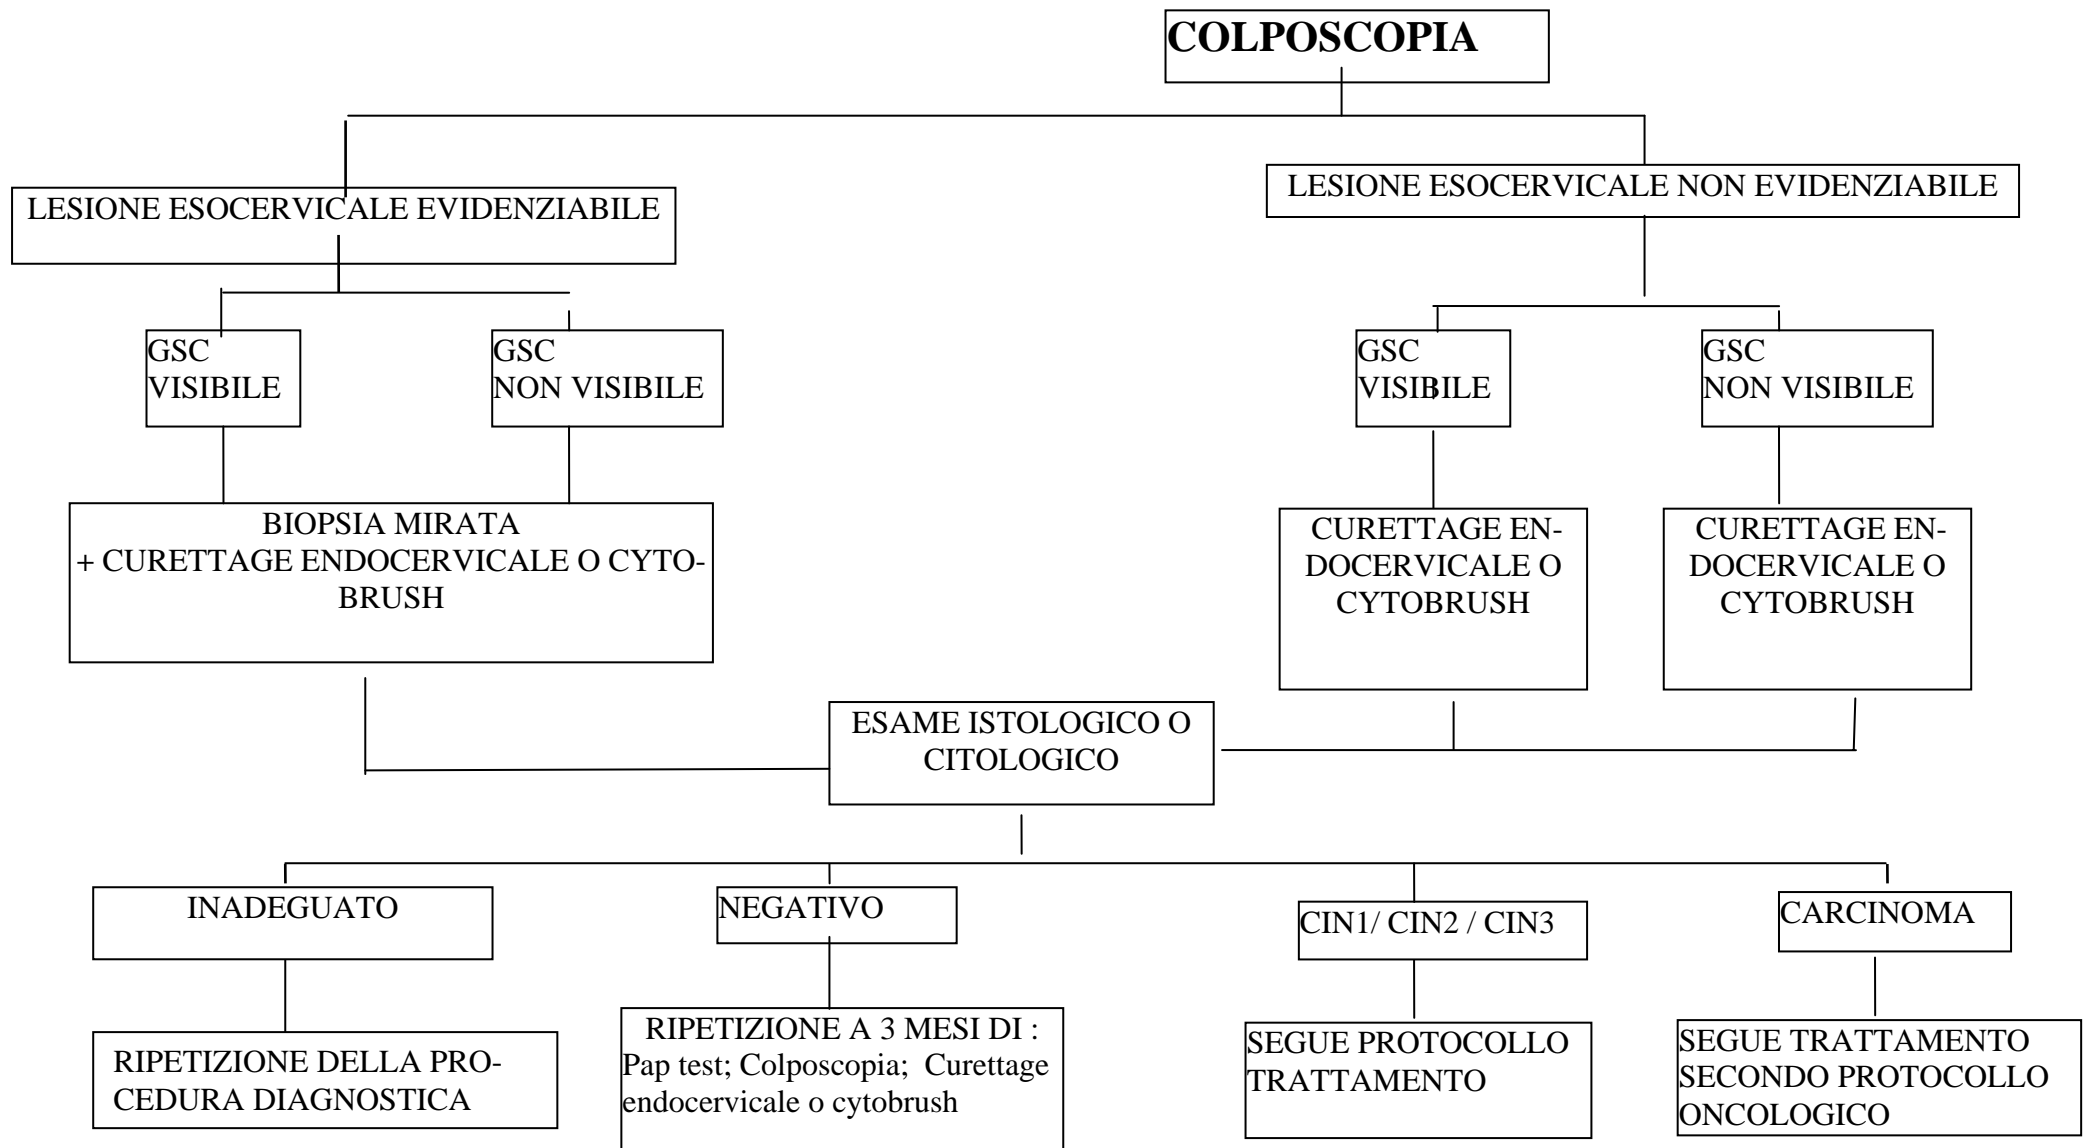 COLPOSCOPIA
LESIONE ESOCERVICALE EVIDENZIABILE
LESIONE ESOCERVICALE NON EVIDENZIABILE
GSC
VISIBILE
GSC
NON VISIBILE
GSC
VISIBILE
GSC
NON VISIBILE
BIOPSIA MIRATA
+ CURETTAGE ENDOCERVICALE O CYTO-
BRUSH
CURETTAGE EN-
DOCERVICALE O
CYTOBRUSH
CURETTAGE EN-
DOCERVICALE O
CYTOBRUSH
ESAME ISTOLOGICO O
CITOLOGICO
INADEGUATO
NEGATIVO
CIN1/ CIN2 / CIN3
CARCINOMA
RIPETIZIONE DELLA PRO-
CEDURA DIAGNOSTICA
RIPETIZIONE A 3 MESI DI :
Pap test; Colposcopia; Curettage
endocervicale o cytobrush
SEGUE PROTOCOLLO
TRATTAMENTO
SEGUE TRATTAMENTO
SECONDO PROTOCOLLO
ONCOLOGICO